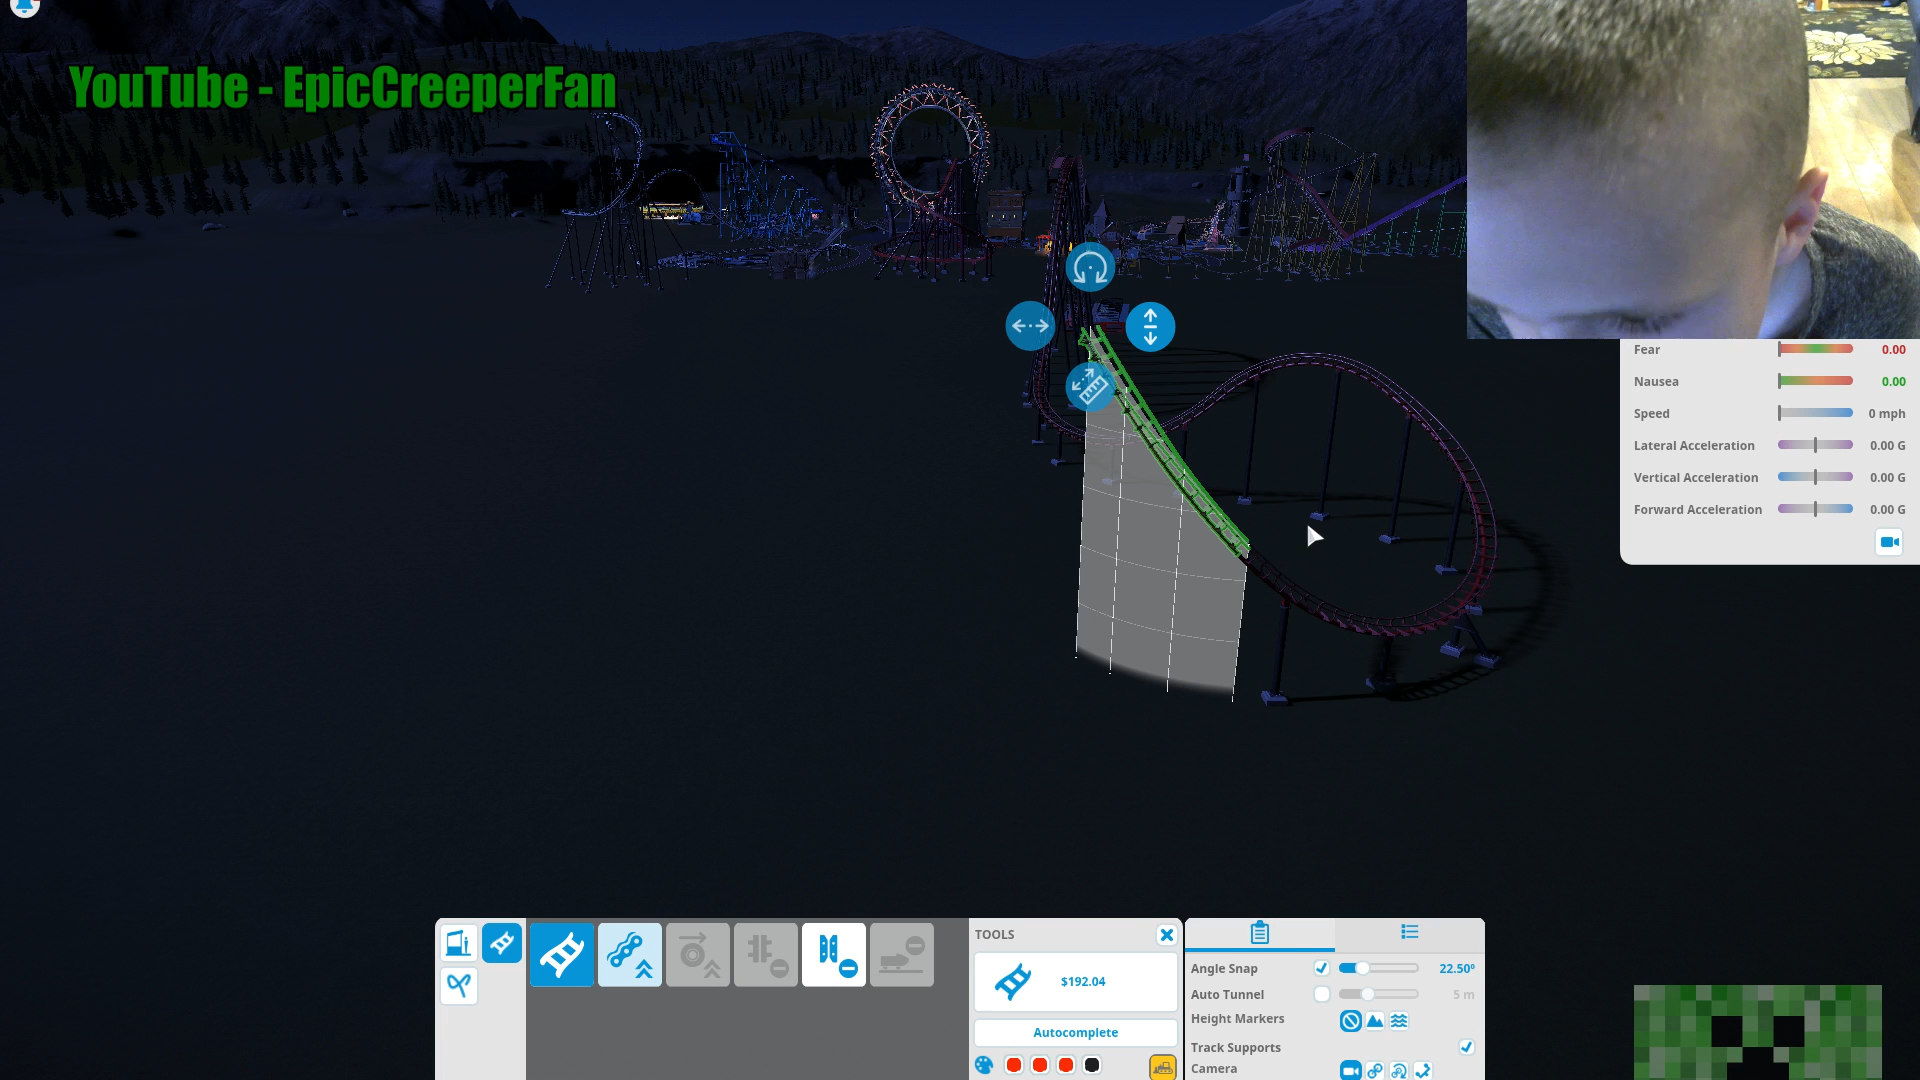 YouTube - EpicCreeperFan
Fear 0.00
Nausea 0.00
Speed 0 mph
Lateral Acceleration 0.00 G
Vertical Acceleration 0.00 G
Forward Acceleration 0.00 G
TOOLS
$192.04
Autocomplete
Angle Snap 22.50°
Auto Tunnel 5 m
Height Markers
Track Supports
Camera